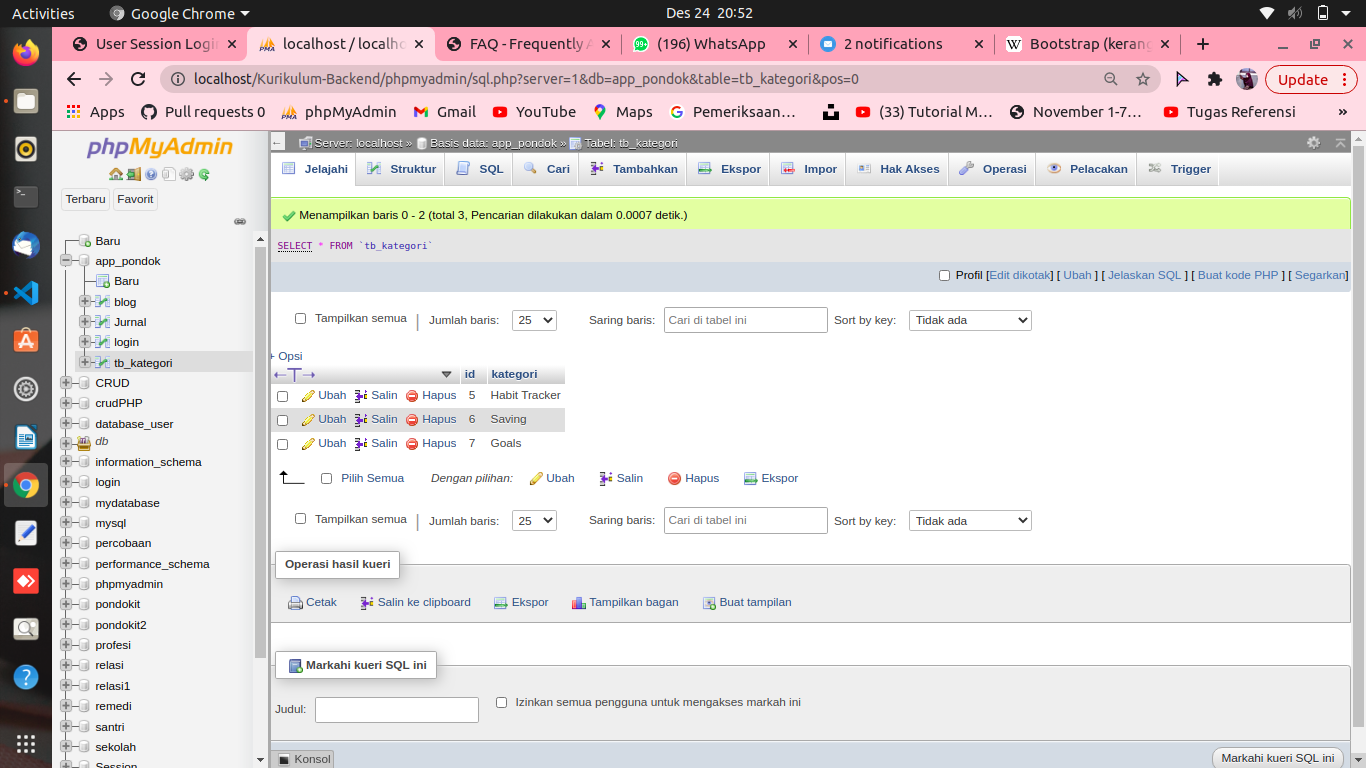 Activities Google Chrome Des 24 20:52
User Session Logi localhost / localho FAQ - Frequently A (196) WhatsApp 2 notifications Bootstrap (kerang
localhost/Kurikulum-Backend/phpmyadmin/sql.php?server=1&db=app_pondok&table=tb_kategori&pos=0 Update
Apps Pull requests 0 phpMyAdmin Gmail YouTube Maps Pemeriksaan... (33) Tutorial M... November 1-7... Tugas Referensi »
phpMyAdmin
Terbaru Favorit
Baru
app_pondok
Baru
blog
Jurnal
login
tb_kategori
CRUD
crudPHP
database_user
db
information_schema
login
mydatabase
mysql
percobaan
performance_schema
phpmyadmin
pondokit
pondokit2
profesi
relasi
relasi1
remedi
santri
sekolah
Session
Server: localhost » Basis data: app_pondok » Tabel: tb_kategori
Jelajahi Struktur SQL Cari Tambahkan Ekspor Impor Hak Akses Operasi Pelacakan Trigger
Menampilkan baris 0 - 2 (total 3, Pencarian dilakukan dalam 0.0007 detik.)
SELECT * FROM `tb_kategori`
Profil [Edit dikotak] [ Ubah ] [ Jelaskan SQL ] [ Buat kode PHP ] [ Segarkan]
Tampilkan semua | Jumlah baris: 25 Saring baris: Cari di tabel ini Sort by key: Tidak ada
+ Opsi
←T→ id kategori
Ubah Salin Hapus 5 Habit Tracker
Ubah Salin Hapus 6 Saving
Ubah Salin Hapus 7 Goals
Pilih Semua Dengan pilihan: Ubah Salin Hapus Ekspor
Tampilkan semua | Jumlah baris: 25 Saring baris: Cari di tabel ini Sort by key: Tidak ada
Operasi hasil kueri
Cetak Salin ke clipboard Ekspor Tampilkan bagan Buat tampilan
Markahi kueri SQL ini
Judul: Izinkan semua pengguna untuk mengakses markah ini
Konsol Markahi kueri SQL ini